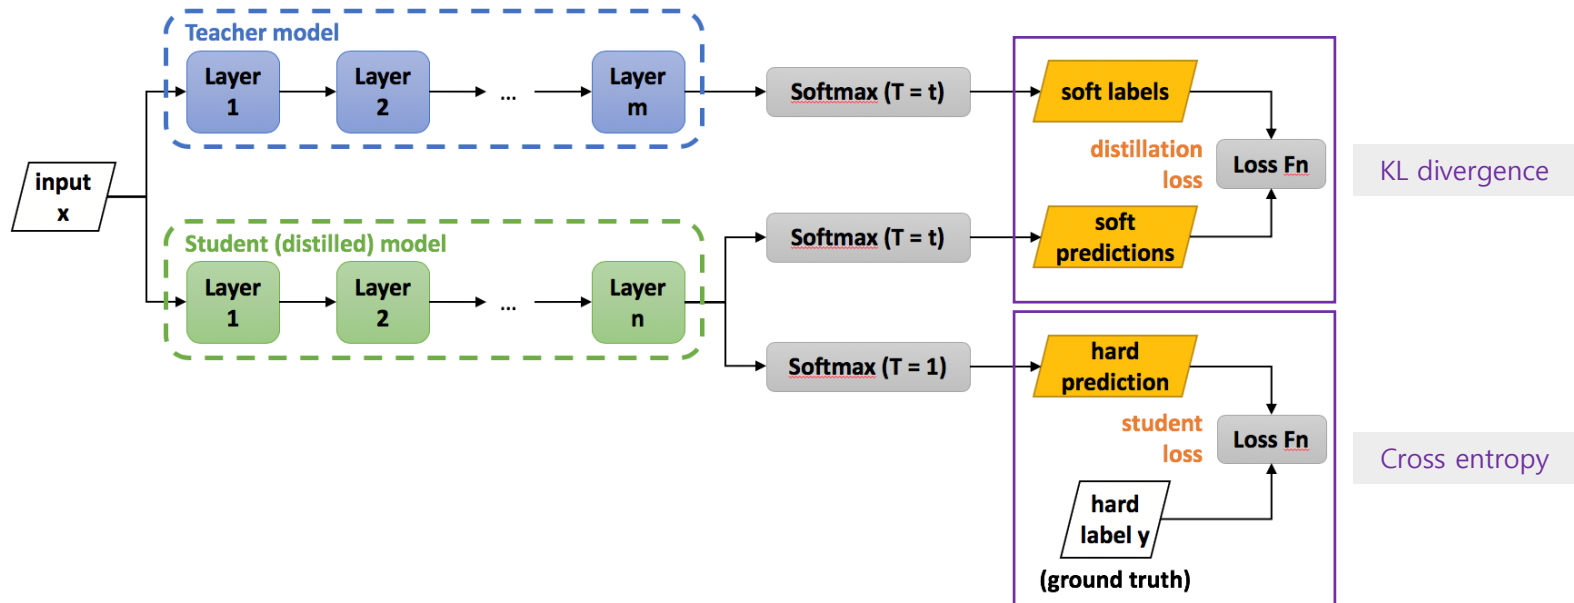 Teacher model
Layer
1
Layer
2
...
Layer
m
Softmax (T = t)
soft labels
distillation
loss
Loss Fn
KL divergence
input
x
Student (distilled) model
Layer
1
Layer
2
...
Layer
n
Softmax (T = t)
soft
predictions
Softmax (T = 1)
hard
prediction
student
loss
Loss Fn
Cross entropy
hard
label y
(ground truth)